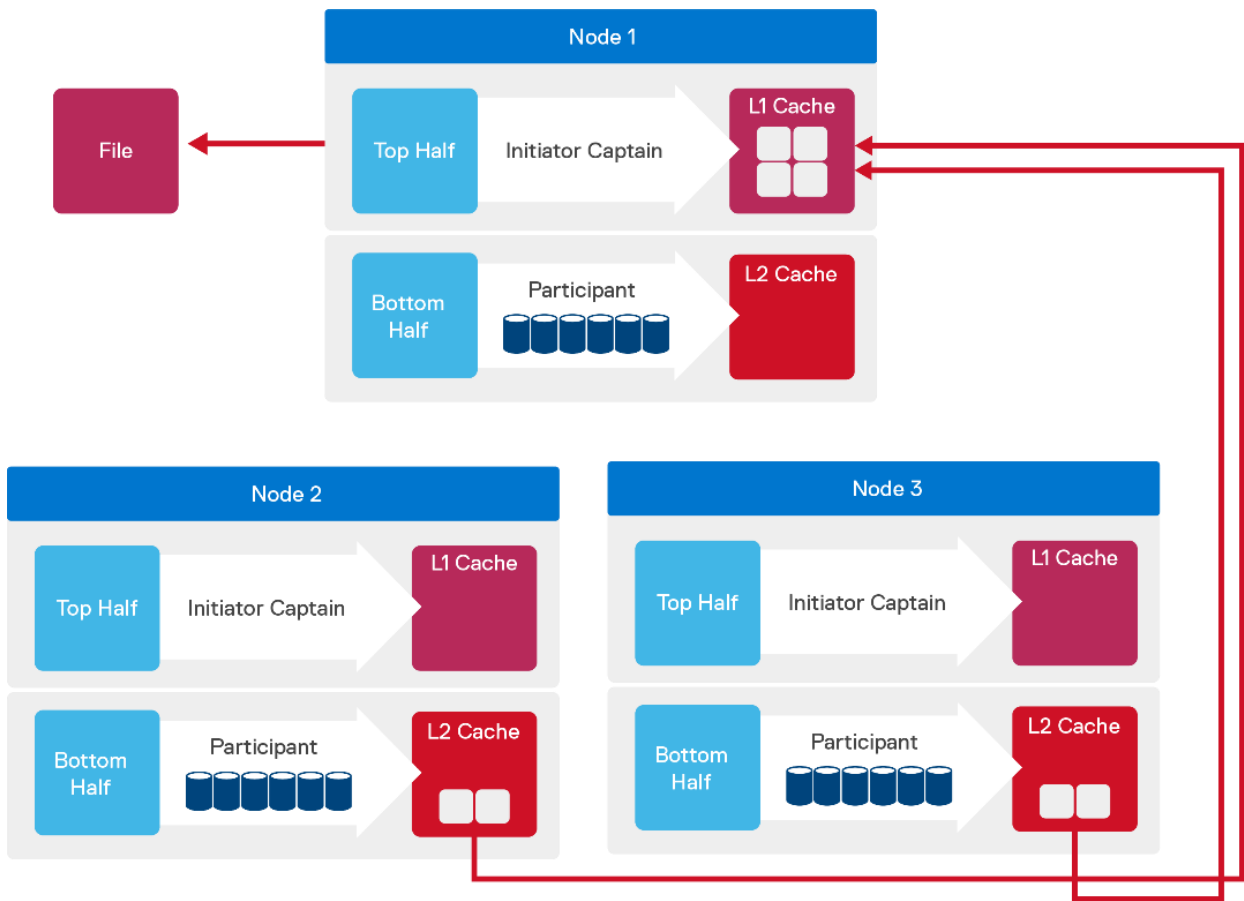 Node 1
File
Top Half
Initiator Captain
L1 Cache
Bottom
Half
Participant
L2 Cache
Node 2
Top Half
Initiator Captain
L1 Cache
Bottom
Half
Participant
L2 Cache
Node 3
Top Half
Initiator Captain
L1 Cache
Bottom
Half
Participant
L2 Cache